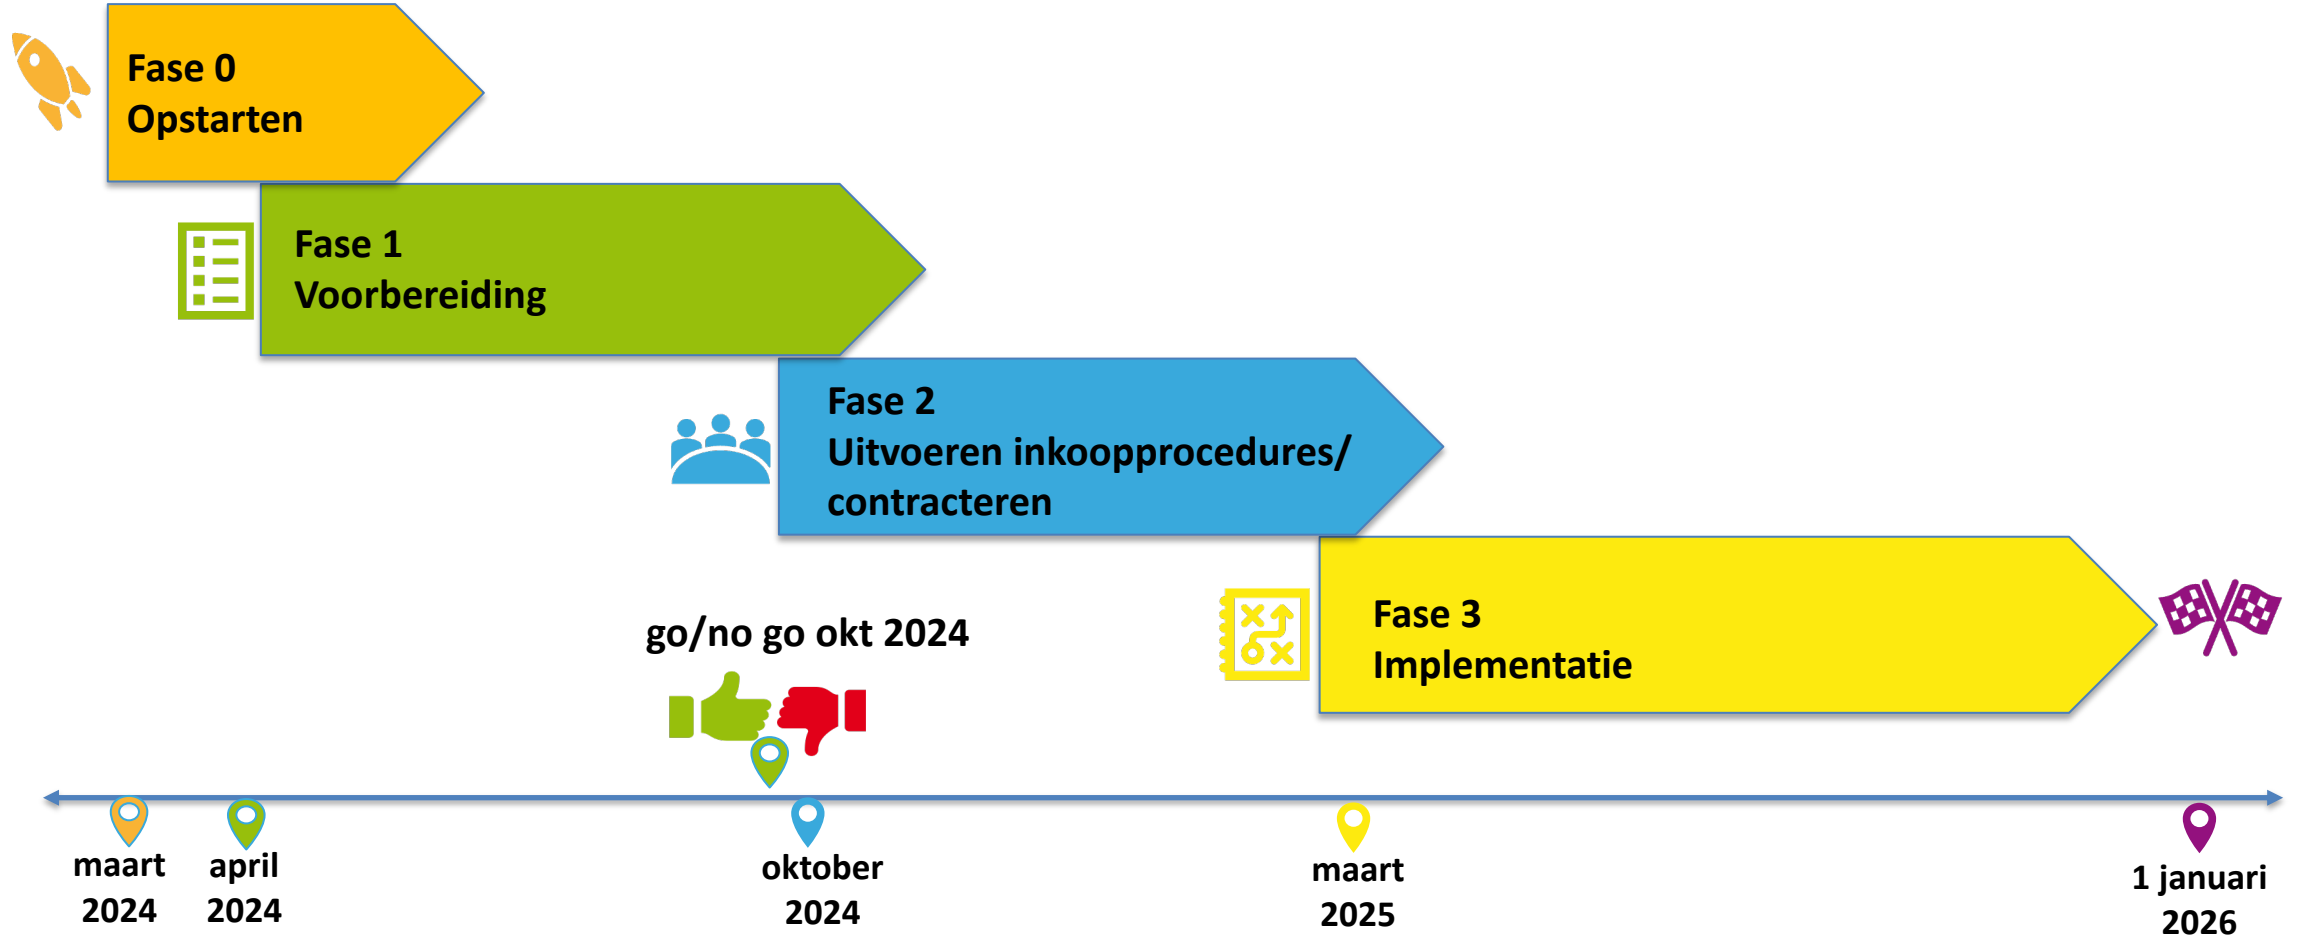 Fase 0
Opstarten
Fase 1
Voorbereiding
Fase 2
Uitvoeren inkoopprocedures/
contracteren
Fase 3
Implementatie
go/no go okt 2024
maart
2024
april
2024
oktober
2024
maart
2025
1 januari
2026